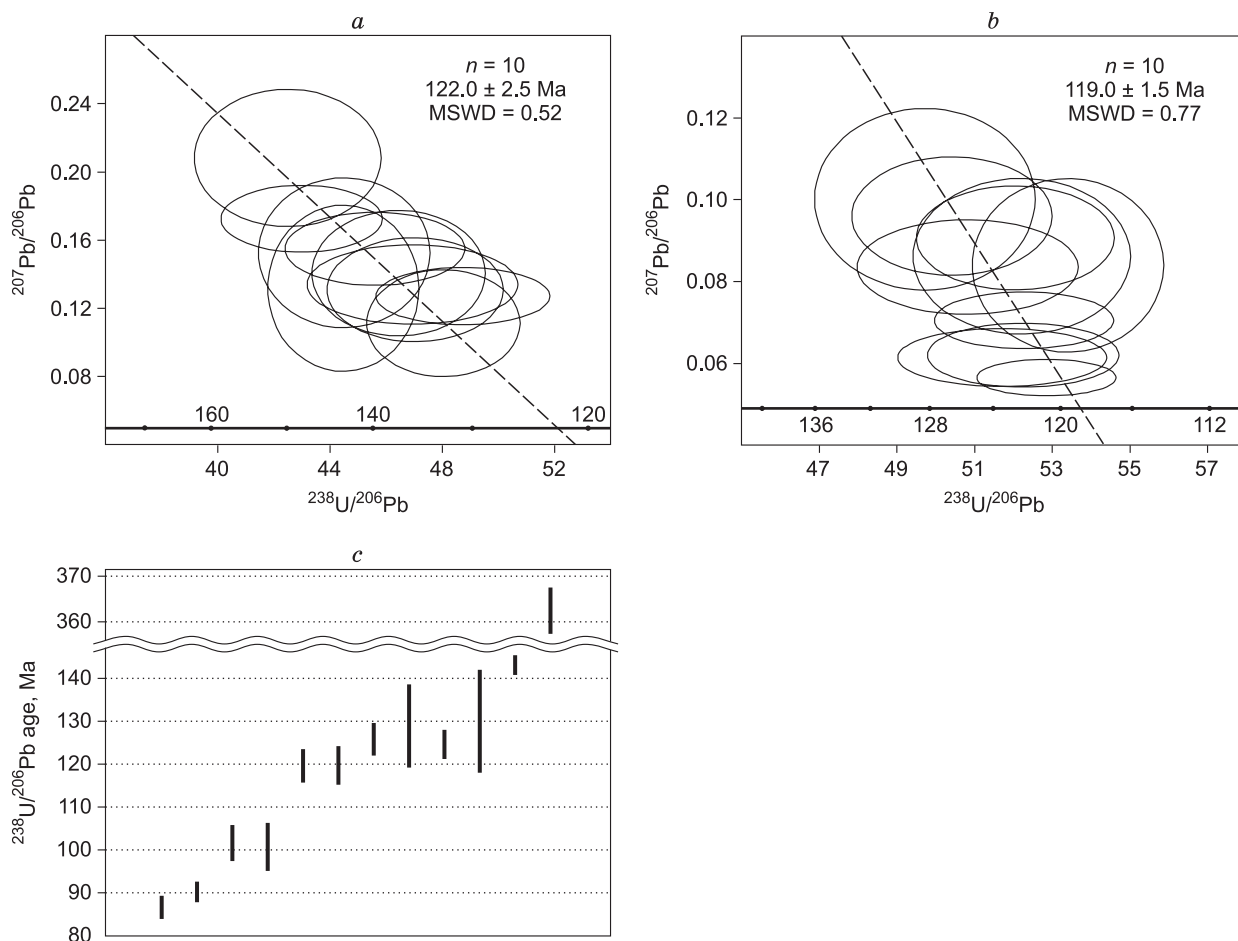 a
n = 10
122.0 ± 2.5 Ma
MSWD = 0.52
0.24
0.20
0.16
0.12
0.08
²⁰⁷Pb/²⁰⁶Pb
160
140
120
40
44
48
52
²³⁸U/²⁰⁶Pb
b
n = 10
119.0 ± 1.5 Ma
MSWD = 0.77
0.12
0.10
0.08
0.06
²⁰⁷Pb/²⁰⁶Pb
136
128
120
112
47
49
51
53
55
57
²³⁸U/²⁰⁶Pb
c
370
360
140
130
120
110
100
90
80
²³⁸U/²⁰⁶Pb age, Ma